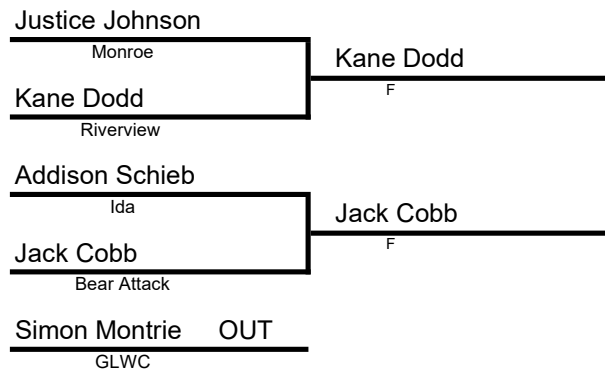 Justice Johnson
Monroe
Kane Dodd
F
Kane Dodd
Riverview
Addison Schieb
Ida
Jack Cobb
F
Jack Cobb
Bear Attack
Simon Montrie OUT
GLWC